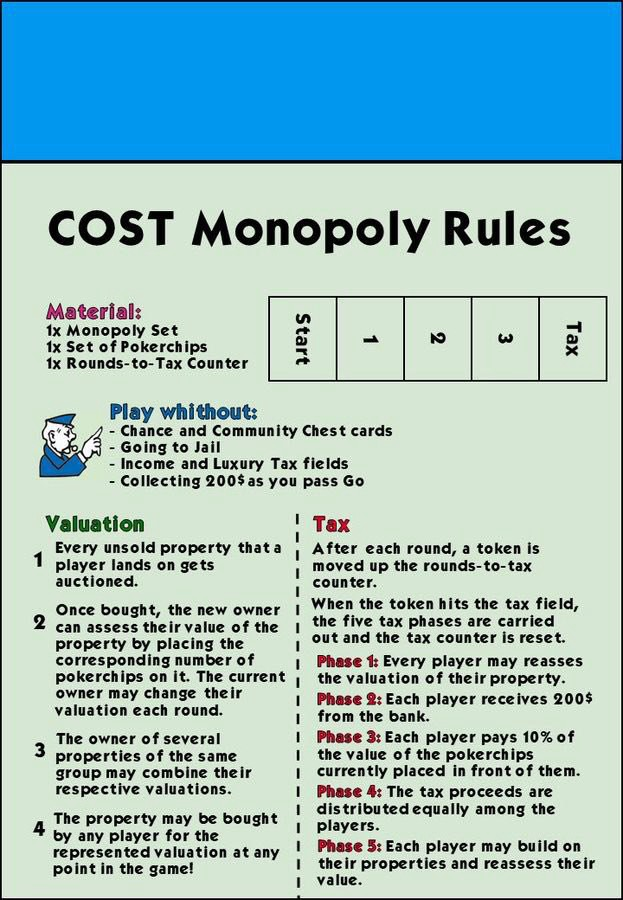 COST Monopoly Rules
Material:
1x Monopoly Set
1x Set of Pokerchips
1x Rounds-to-Tax Counter
Start
1
2
3
Tax
Play whithout:
- Chance and Community Chest cards
- Going to Jail
- Income and Luxury Tax fields
- Collecting 200$ as you pass Go
Valuation
1 Every unsold property that a
player lands on gets
auctioned.
2 Once bought, the new owner
can assess their value of the
property by placing the
corresponding number of
pokerchips on it. The current
owner may change their
valuation each round.
3 The owner of several
properties of the same
group may combine their
respective valuations.
4 The property may be bought
by any player for the
represented valuation at any
point in the game!
Tax
After each round, a token is
moved up the rounds-to-tax
counter.
When the token hits the tax field,
the five tax phases are carried
out and the tax counter is reset.
Phase 1: Every player may reasses
the valuation of their property.
Phase 2: Each player receives 200$
from the bank.
Phase 3: Each player pays 10% of
the value of the pokerchips
currently placed in front of them.
Phase 4: The tax proceeds are
distributed equally among the
players.
Phase 5: Each player may build on
their properties and reassess their
value.